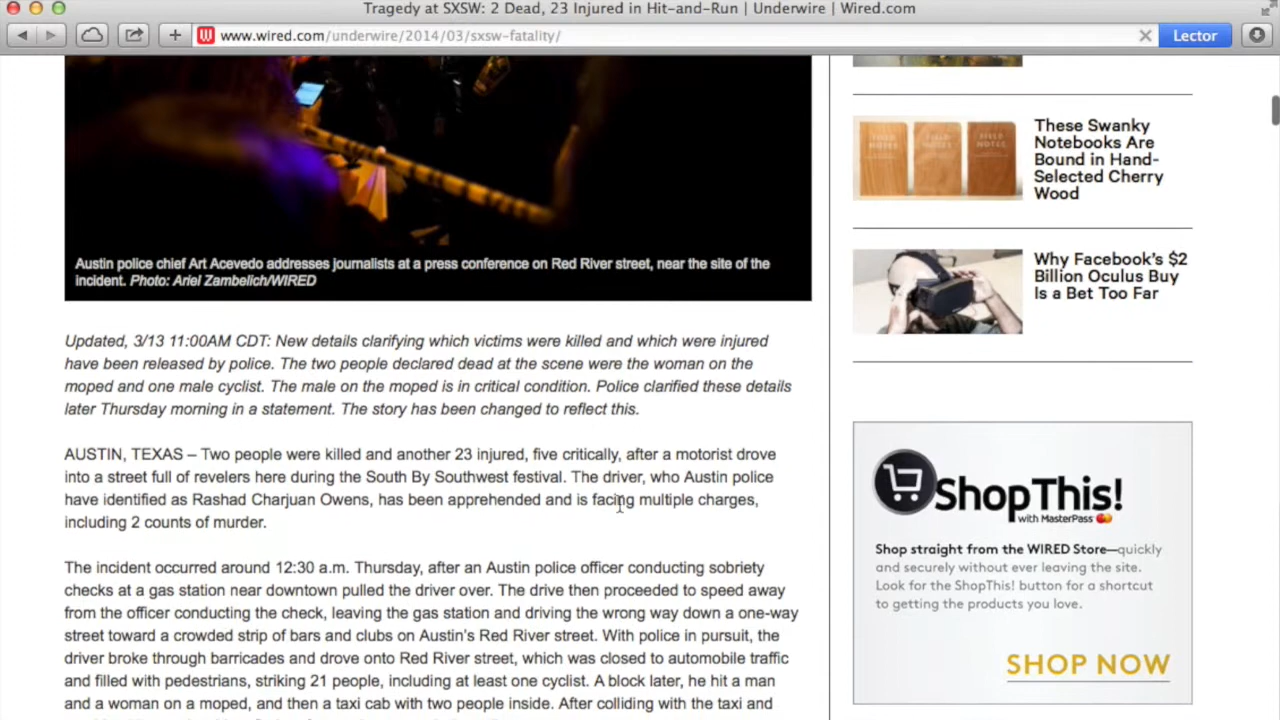 Tragedy at SXSW: 2 Dead, 23 Injured in Hit-and-Run | Underwire | Wired.com
www.wired.com/underwire/2014/03/sxsw-fatality/
Lector
Austin police chief Art Acevedo addresses journalists at a press conference on Red River street, near the site of the
incident. Photo: Ariel Zambelich/WIRED
Updated, 3/13 11:00AM CDT: New details clarifying which victims were killed and which were injured
have been released by police. The two people declared dead at the scene were the woman on the
moped and one male cyclist. The male on the moped is in critical condition. Police clarified these details
later Thursday morning in a statement. The story has been changed to reflect this.
AUSTIN, TEXAS – Two people were killed and another 23 injured, five critically, after a motorist drove
into a street full of revelers here during the South By Southwest festival. The driver, who Austin police
have identified as Rashad Charjuan Owens, has been apprehended and is facing multiple charges,
including 2 counts of murder.
The incident occurred around 12:30 a.m. Thursday, after an Austin police officer conducting sobriety
checks at a gas station near downtown pulled the driver over. The drive then proceeded to speed away
from the officer conducting the check, leaving the gas station and driving the wrong way down a one-way
street toward a crowded strip of bars and clubs on Austin's Red River street. With police in pursuit, the
driver broke through barricades and drove onto Red River street, which was closed to automobile traffic
and filled with pedestrians, striking 21 people, including at least one cyclist. A block later, he hit a man
and a woman on a moped, and then a taxi cab with two people inside. After colliding with the taxi and
These Swanky
Notebooks Are
Bound in Hand-
Selected Cherry
Wood
FIELD NOTES FIELD NOTES FIELD NOTES
Why Facebook's $2
Billion Oculus Buy
Is a Bet Too Far
ShopThis!
with MasterPass
Shop straight from the WIRED Store—quickly
and securely without ever leaving the site.
Look for the ShopThis! button for a shortcut
to getting the products you love.
SHOP NOW